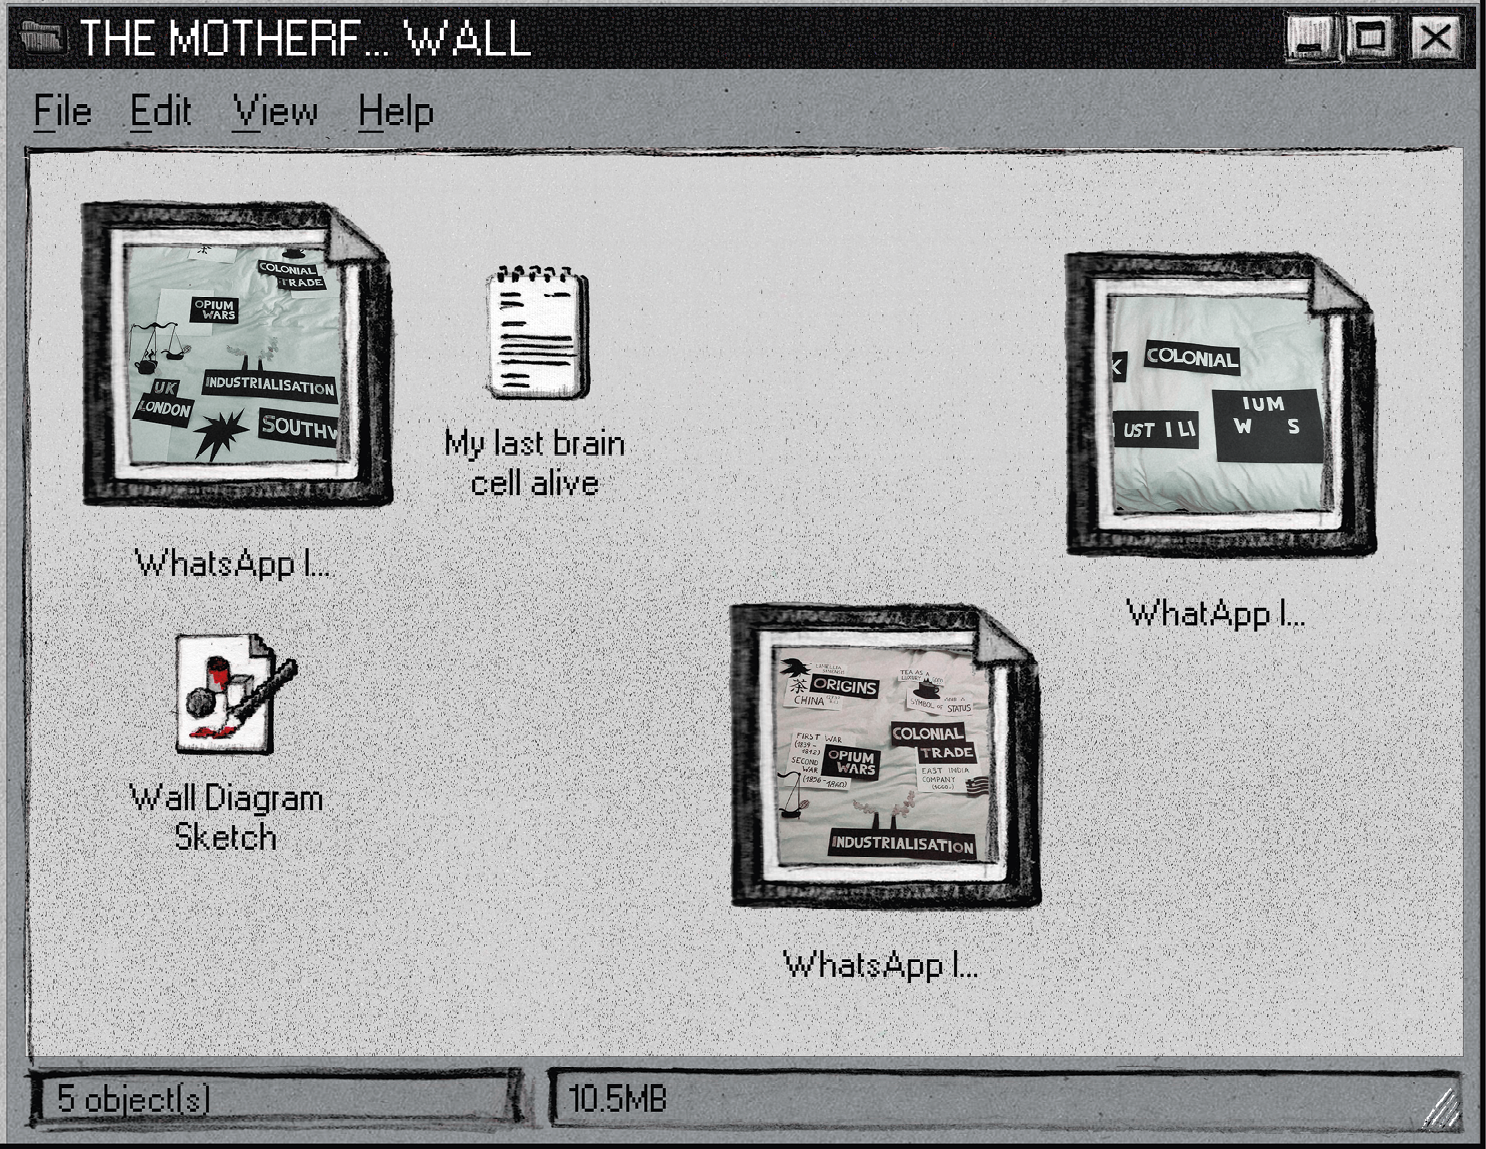 THE MOTHERF... WALL
File Edit View Help
茶
COLONIAL
TRADE
OPIUM
WARS
UK
LONDON
INDUSTRIALISATION
SOUTHW
WhatsApp I...
My last brain
cell alive
K
COLONIAL
UST I LI
IUM
W S
WhatApp I...
Wall Diagram
Sketch
茶
ORIGINS
CHINA
TEA AS A
LUXURY
SYMBOL OF STATUS
COLONIAL
TRADE
EAST INDIA
COMPANY
FIRST WAR
(1839-
1842)
SECOND
WAR
(1856-1860)
OPIUM
WARS
INDUSTRIALISATION
WhatsApp I...
5 object(s)
10.5MB